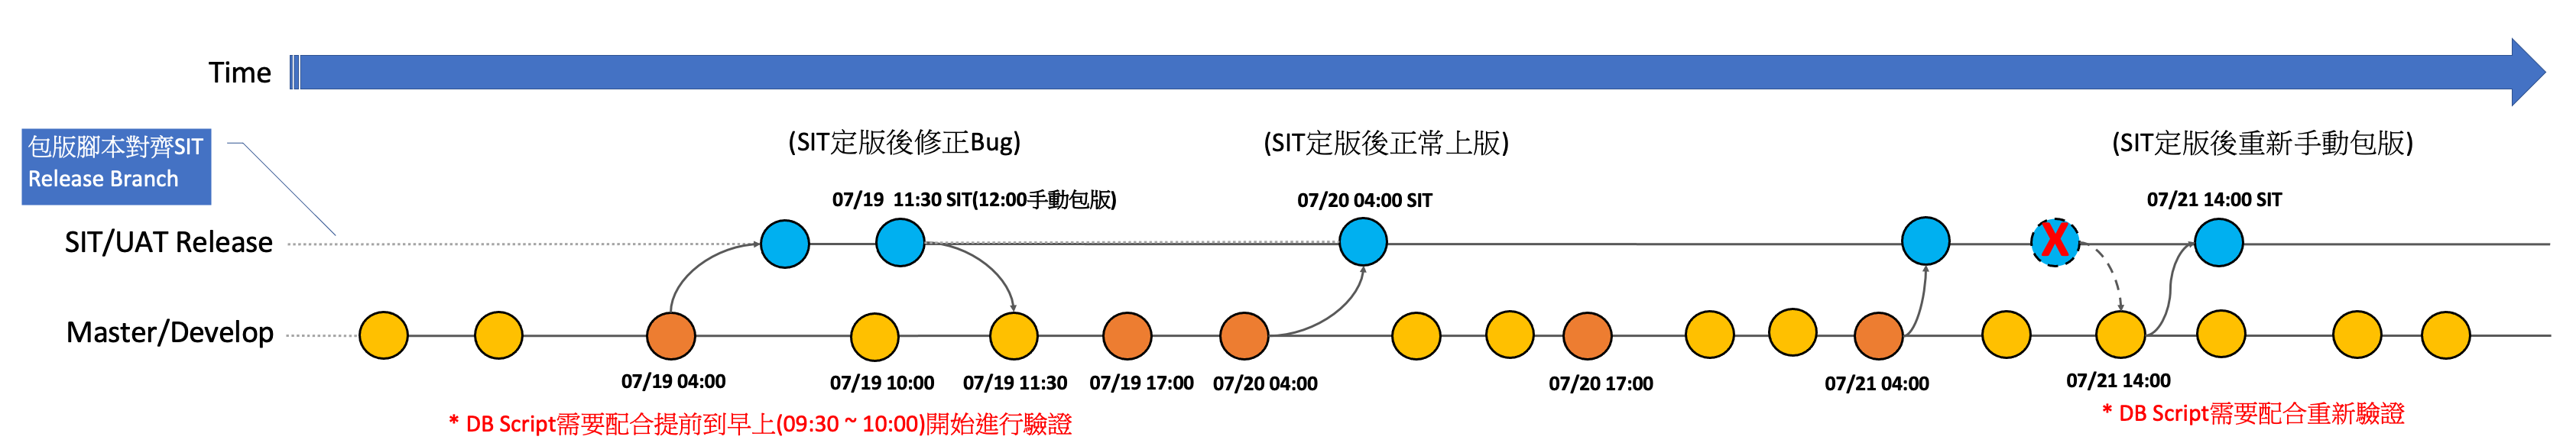 Time
包版腳本對齊SIT
Release Branch
(SIT定版後修正Bug)
(SIT定版後正常上版)
(SIT定版後重新手動包版)
07/19 11:30 SIT(12:00手動包版)
07/20 04:00 SIT
07/21 14:00 SIT
SIT/UAT Release
X
Master/Develop
07/19 04:00
07/19 10:00
07/19 11:30
07/19 17:00
07/20 04:00
07/20 17:00
07/21 04:00
07/21 14:00
* DB Script需要配合提前到早上(09:30 ~ 10:00)開始進行驗證
* DB Script需要配合重新驗證